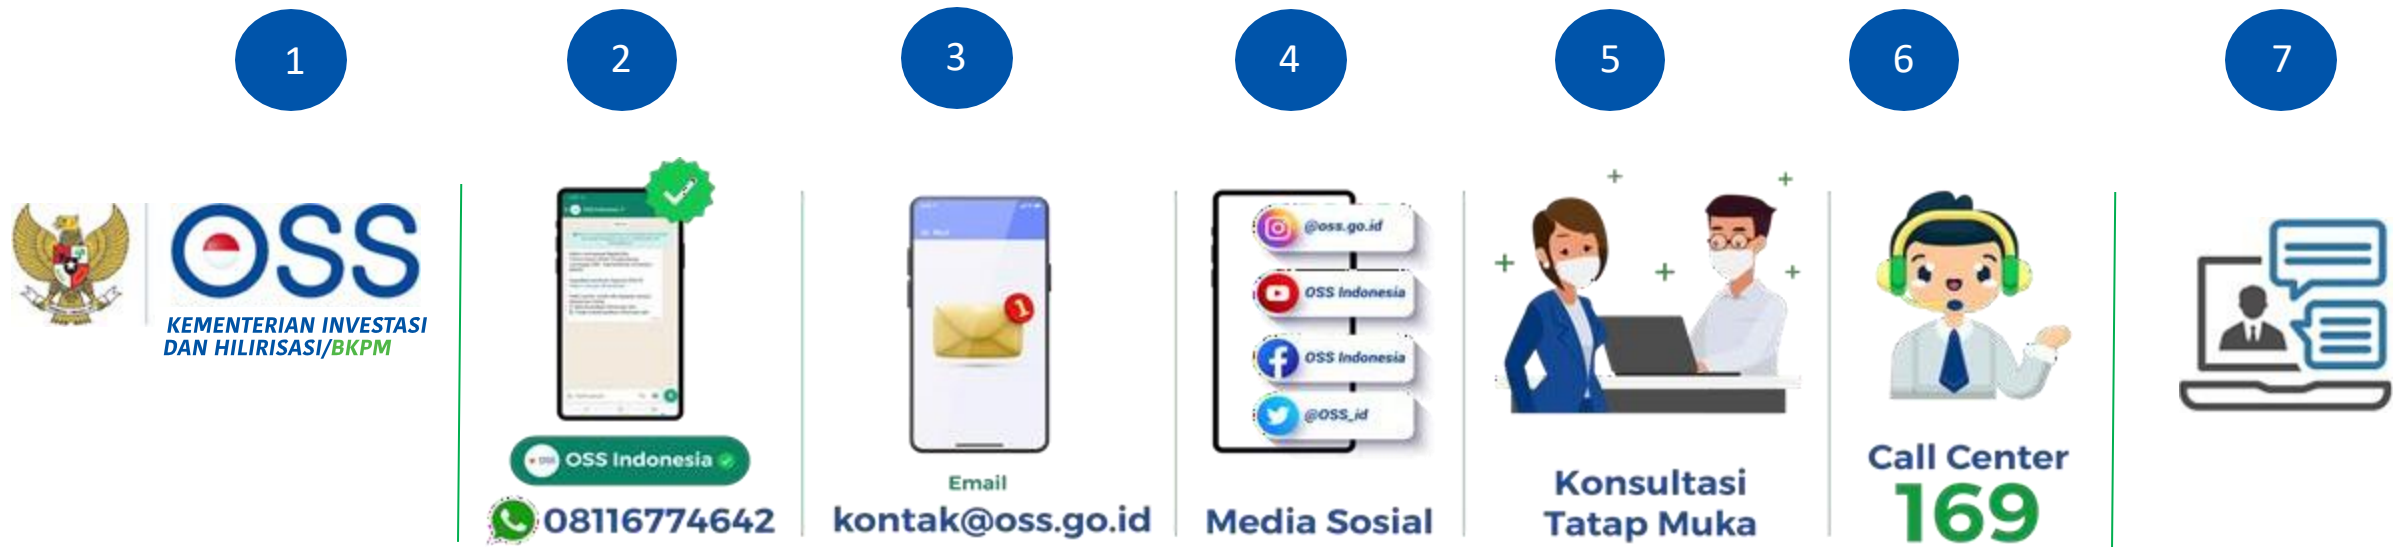 1
2
3
4
5
6
7
OSS
KEMENTERIAN INVESTASI
DAN HILIRISASI/BKPM
OSS Indonesia
08116774642
1
Email
kontak@oss.go.id
@oss.go.id
OSS Indonesia
OSS Indonesia
@OSS_id
Media Sosial
Konsultasi
Tatap Muka
Call Center
169